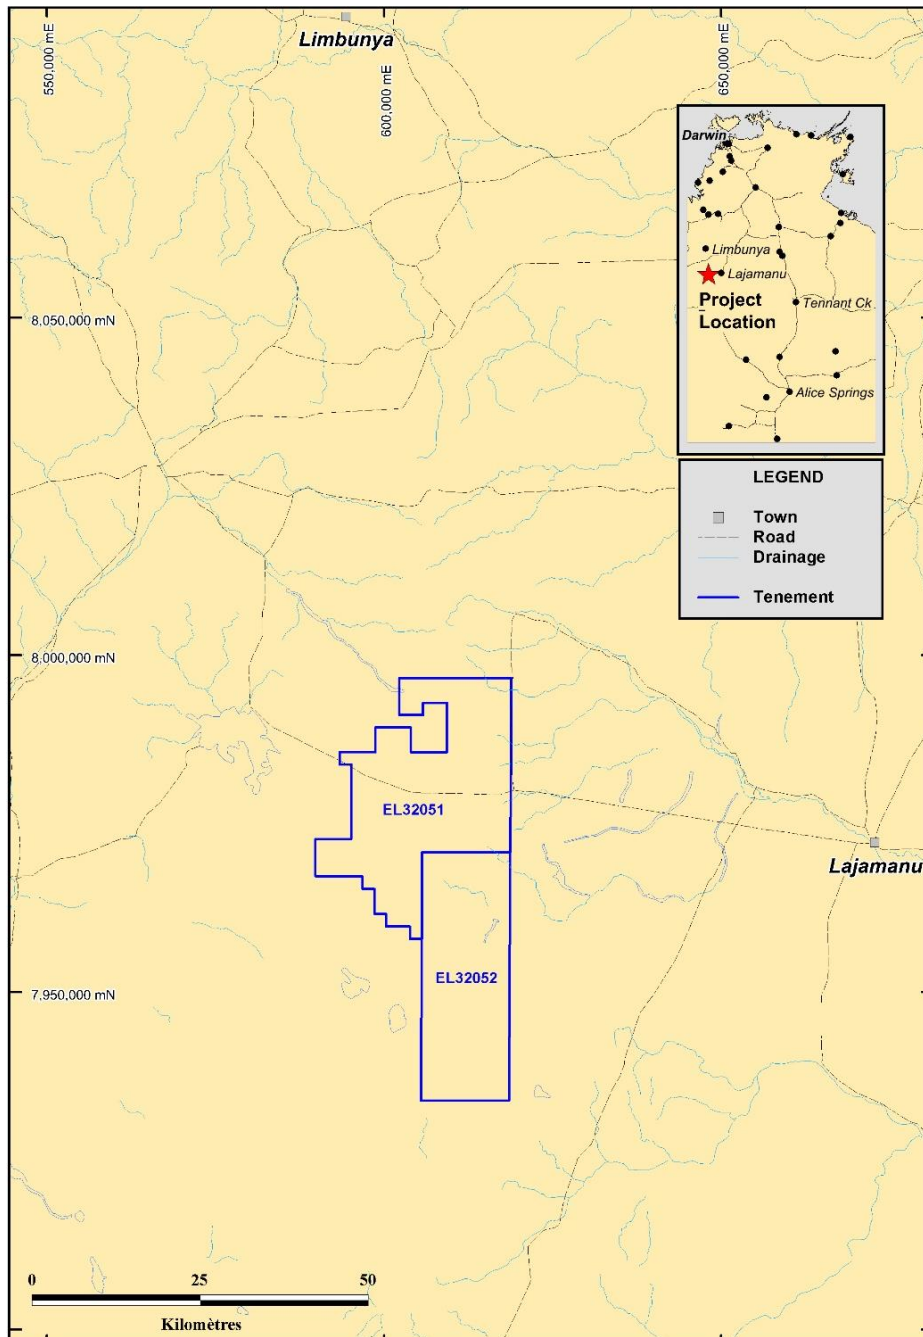 Limbunya
550,000 mE
600,000 mE
650,000 mE
Darwin
Limbunya
Lajamanu
Project
Location
Tennant Ck
Alice Springs
8,050,000 mN
LEGEND
Town
Road
Drainage
Tenement
8,000,000 mN
EL32051
Lajamanu
EL32052
7,950,000 mN
0 25 50
Kilomètres